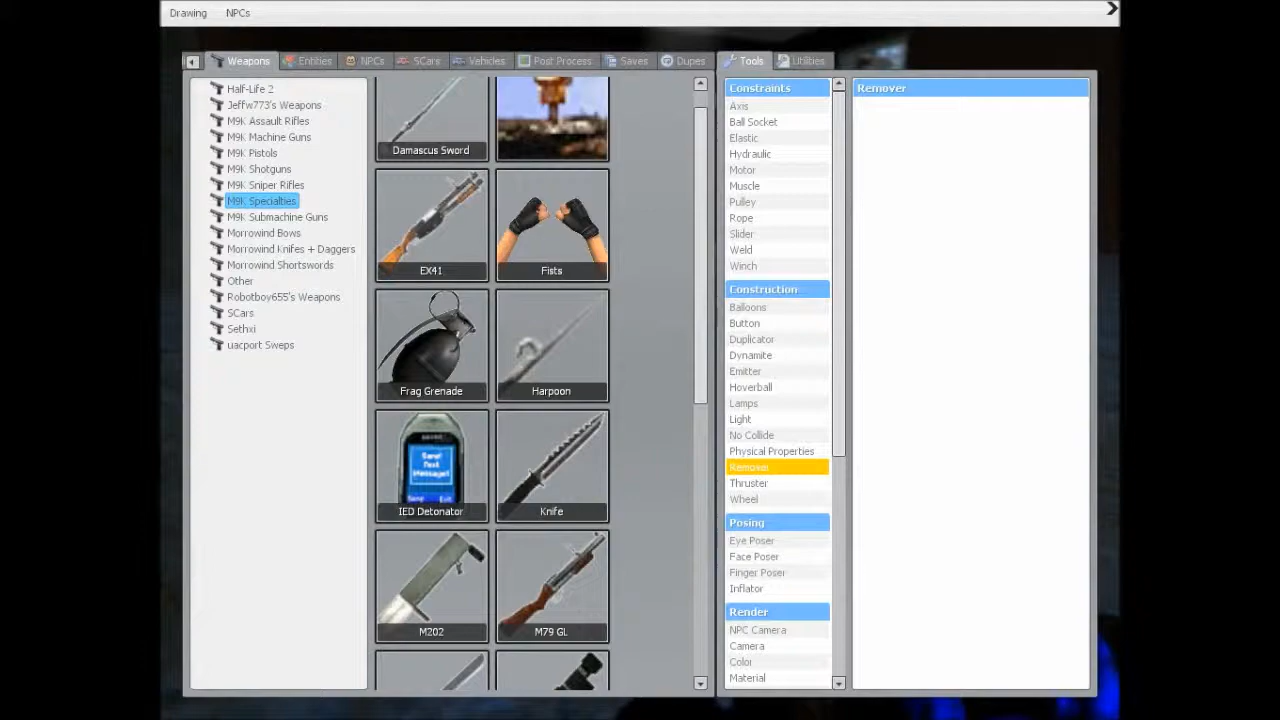 Drawing
NPCs
Weapons
Entities
NPCs
SCars
Vehicles
Post Process
Saves
Dupes
Tools
Utilities
Half-Life 2
Jeffw773's Weapons
M9K Assault Rifles
M9K Machine Guns
M9K Pistols
M9K Shotguns
M9K Sniper Rifles
M9K Specialties
M9K Submachine Guns
Morrowind Bows
Morrowind Knifes + Daggers
Morrowind Shortswords
Other
Robotboy655's Weapons
SCars
Sethxi
uacport Sweps
Damascus Sword
EX41
Fists
Frag Grenade
Harpoon
Send
Text
Message!
IED Detonator
Knife
M202
M79 GL
Constraints
Axis
Ball Socket
Elastic
Hydraulic
Motor
Muscle
Pulley
Rope
Slider
Weld
Winch
Construction
Balloons
Button
Duplicator
Dynamite
Emitter
Hoverball
Lamps
Light
No Collide
Physical Properties
Remover
Thruster
Wheel
Posing
Eye Poser
Face Poser
Finger Poser
Inflator
Render
NPC Camera
Camera
Color
Material
Remover